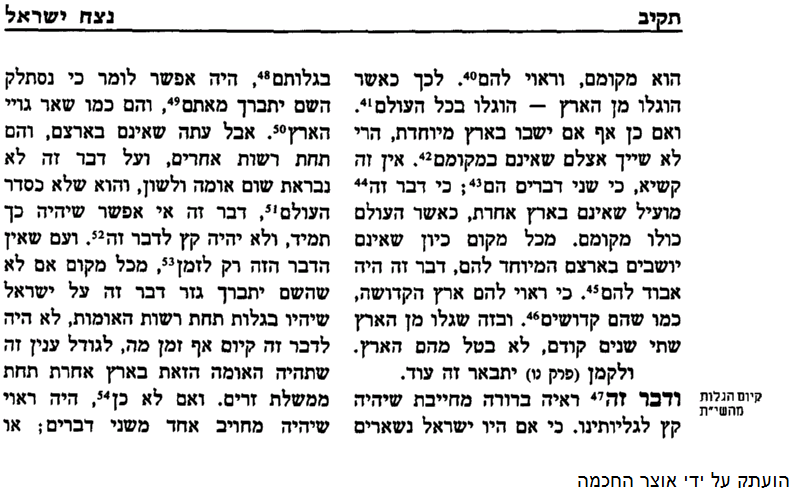 תקיב
נצח ישראל
הוא מקומם, וראוי להם40. לכך כאשר
הוגלו מן הארץ — הוגלו בכל העולם41.
ואם כן אף אם ישבו בארץ מיוחדת, הרי
לא שייך אצלם שאינם במקומם42. אין זה
קשיא, כי שני דברים הם43; כי דבר זה44
מועיל שאינם בארץ אחרת, כאשר העולם
כולו מקומם. מכל מקום כיון שאינם
יושבים בארצם המיוחד להם, דבר זה היה
אבוד להם45. כי ראוי להם ארץ הקדושה,
כמו שהם קדושים46. ובזה שגלו מן הארץ
שתי שנים קודם, לא בטל מהם הארץ.
ולקמן (פרק נו) יתבאר זה עוד.
קיום הגלות
מהשי״ת
ודבר זה47 ראיה ברורה מחייבת שיהיה
קץ לגליותינו. כי אם היו ישראל נשארים
בגלותם48, היה אפשר לומר כי נסתלק
השם יתברך מאתם49, והם כמו שאר גויי
הארץ50. אבל עתה שאינם בארצם, והם
תחת רשות אחרים, ועל דבר זה לא
נבראת שום אומה ולשון, והוא שלא כסדר
העולם51, דבר זה אי אפשר שיהיה כך
תמיד, ולא יהיה קץ לדבר זה52. ועם שאין
הדבר הזה רק לזמן53, מכל מקום אם לא
שהשם יתברך גזר דבר זה על ישראל
שיהיו בגלות תחת רשות האומות, לא היה
לדבר זה קיום אף זמן מה, לגודל ענין זה
שתהיה האומה הזאת בארץ אחרת תחת
ממשלת זרים. ואם לא כן54, היה ראוי
שיהיה מחויב אחד משני דברים; או
הועתק על ידי אוצר החכמה